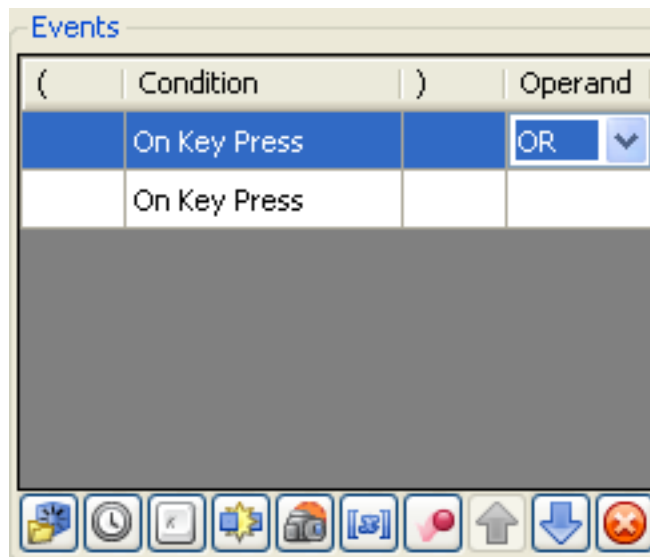 Events
( Condition ) Operand
On Key Press OR
On Key Press